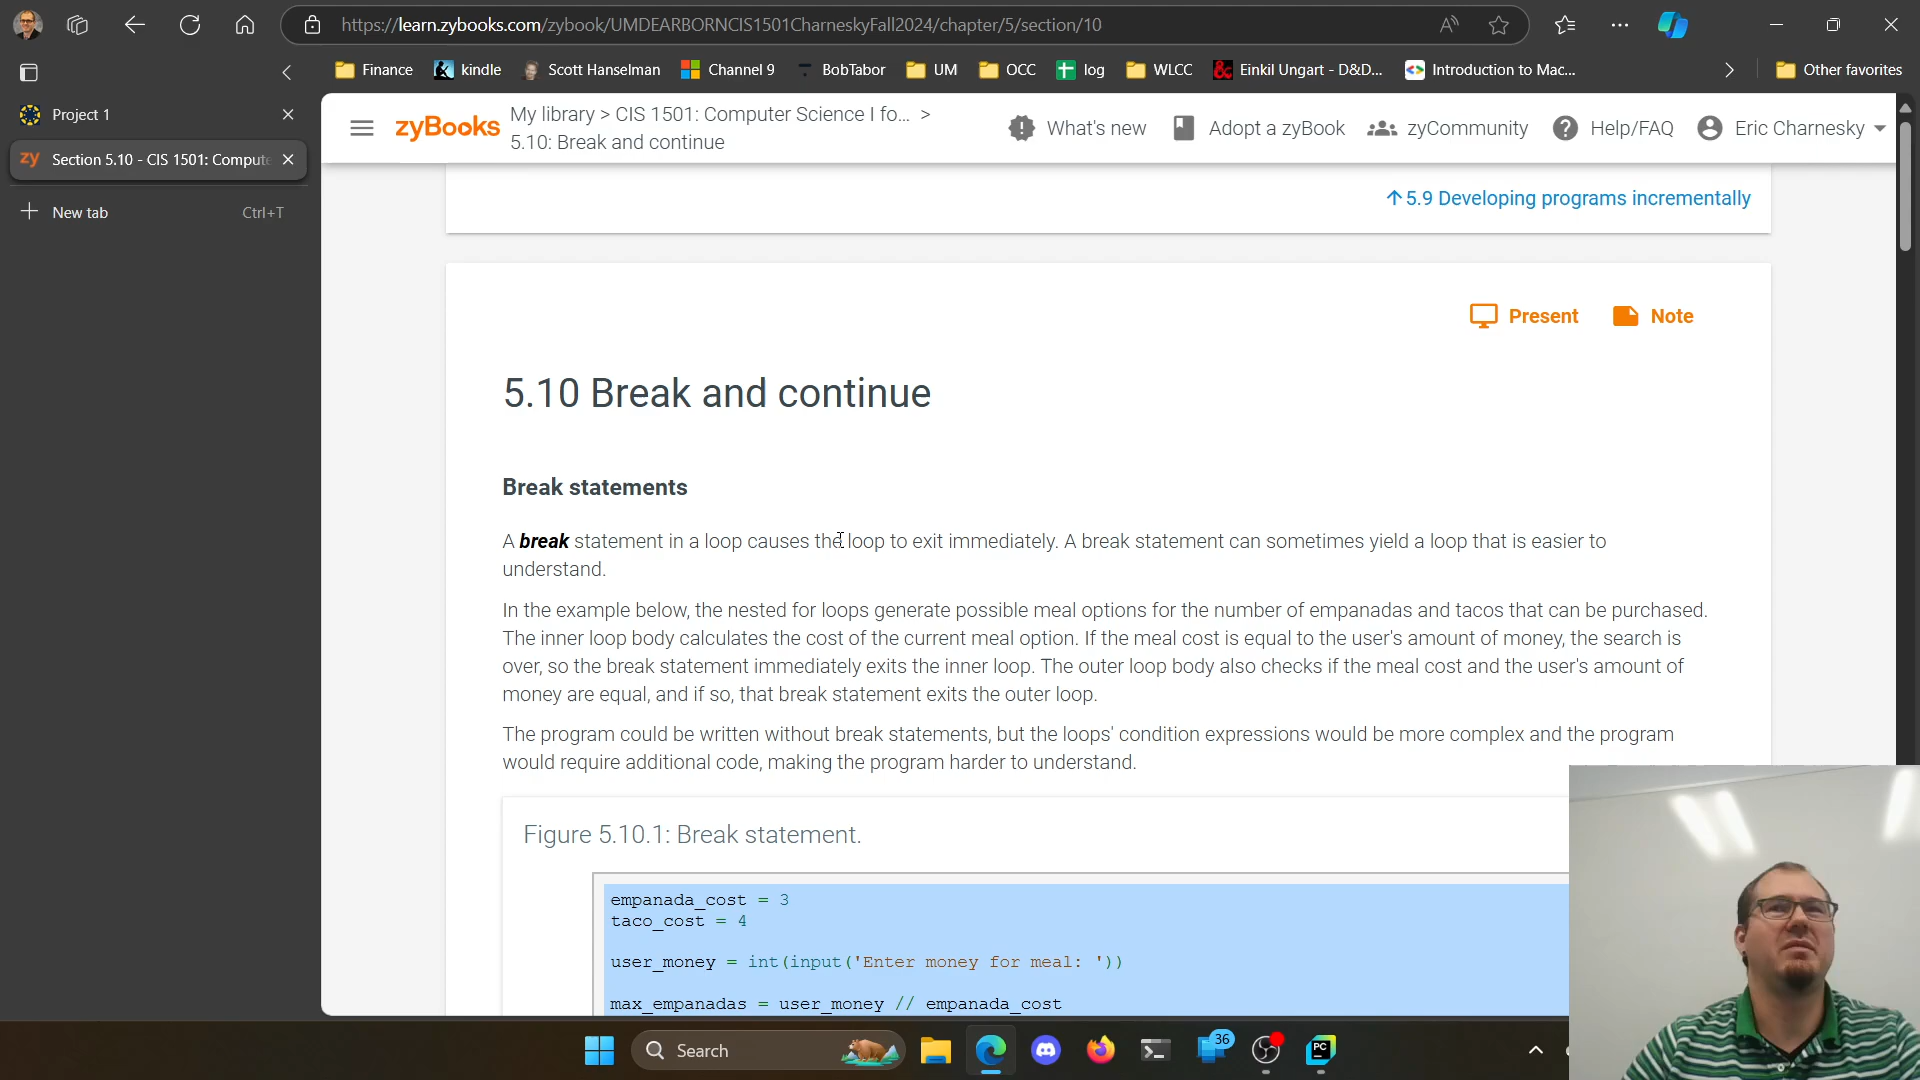 https://learn.zybooks.com/zybook/UMDEARBORNCIS1501CharneskyFall2024/chapter/5/section/10
Finance
kindle
Scott Hanselman
Channel 9
BobTabor
UM
OCC
log
WLCC
Einkil Ungart - D&D...
Introduction to Mac...
Other favorites
Project 1
zy Section 5.10 - CIS 1501: Compute
New tab
Ctrl+T
zyBooks
My library > CIS 1501: Computer Science I fo... >
5.10: Break and continue
What's new
Adopt a zyBook
zyCommunity
Help/FAQ
Eric Charnesky
5.9 Developing programs incrementally
Present
Note
5.10 Break and continue
Break statements
A break statement in a loop causes the loop to exit immediately. A break statement can sometimes yield a loop that is easier to
understand.
In the example below, the nested for loops generate possible meal options for the number of empanadas and tacos that can be purchased.
The inner loop body calculates the cost of the current meal option. If the meal cost is equal to the user's amount of money, the search is
over, so the break statement immediately exits the inner loop. The outer loop body also checks if the meal cost and the user's amount of
money are equal, and if so, that break statement exits the outer loop.
The program could be written without break statements, but the loops' condition expressions would be more complex and the program
would require additional code, making the program harder to understand.
Figure 5.10.1: Break statement.
empanada_cost = 3
taco_cost = 4
user_money = int(input('Enter money for meal: '))
max_empanadas = user_money // empanada_cost
Search
36
PC